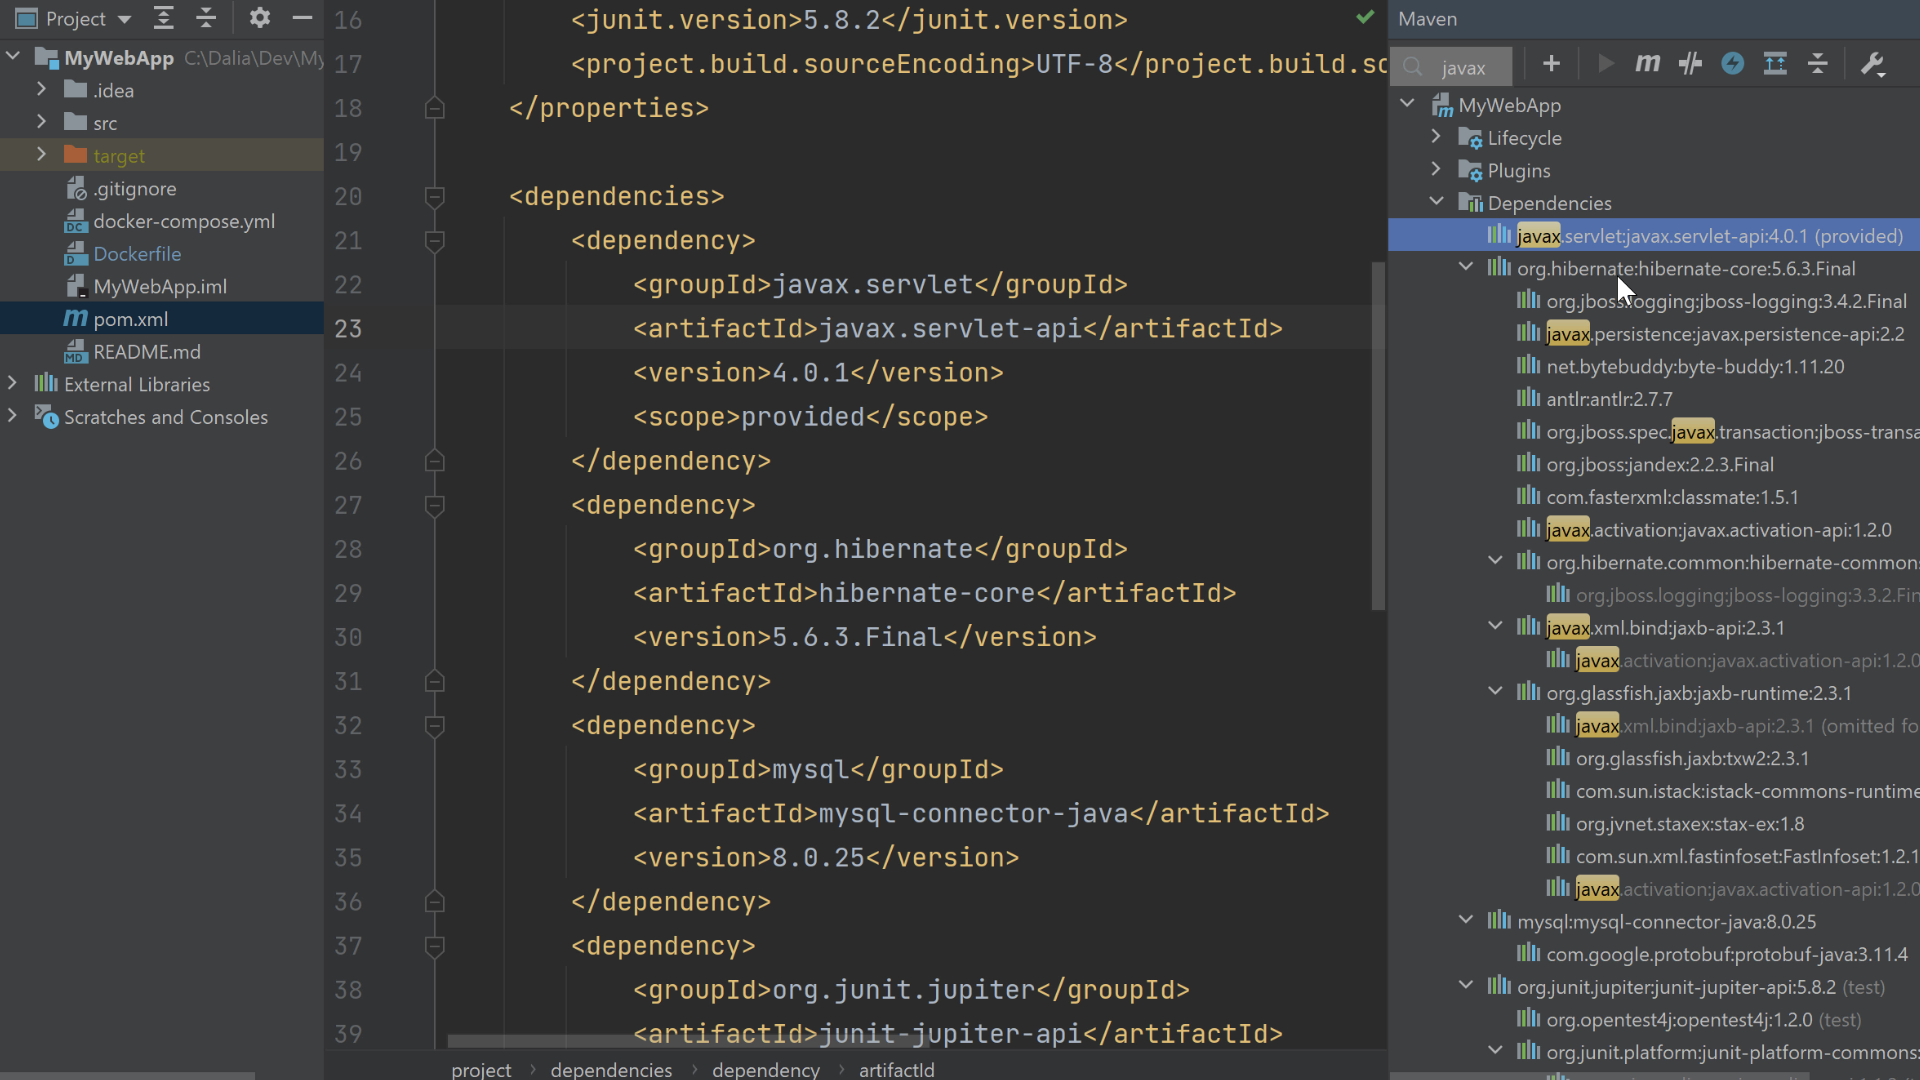 Project
MyWebApp C:\Dalia\Dev\My
.idea
src
target
.gitignore
docker-compose.yml
Dockerfile
MyWebApp.iml
pom.xml
README.md
External Libraries
Scratches and Consoles
16 <junit.version>5.8.2</junit.version>
17 <project.build.sourceEncoding>UTF-8</project.build.so
18 </properties>
19
20 <dependencies>
21 <dependency>
22 <groupId>javax.servlet</groupId>
23 <artifactId>javax.servlet-api</artifactId>
24 <version>4.0.1</version>
25 <scope>provided</scope>
26 </dependency>
27 <dependency>
28 <groupId>org.hibernate</groupId>
29 <artifactId>hibernate-core</artifactId>
30 <version>5.6.3.Final</version>
31 </dependency>
32 <dependency>
33 <groupId>mysql</groupId>
34 <artifactId>mysql-connector-java</artifactId>
35 <version>8.0.25</version>
36 </dependency>
37 <dependency>
38 <groupId>org.junit.jupiter</groupId>
39 <artifactId>junit-jupiter-api</artifactId>
project > dependencies > dependency > artifactId
Maven
javax
MyWebApp
Lifecycle
Plugins
Dependencies
javax.servlet:javax.servlet-api:4.0.1 (provided)
org.hibernate:hibernate-core:5.6.3.Final
org.jboss.logging:jboss-logging:3.4.2.Final
javax.persistence:javax.persistence-api:2.2
net.bytebuddy:byte-buddy:1.11.20
antlr:antlr:2.7.7
org.jboss.spec.javax.transaction:jboss-transa
org.jboss:jandex:2.2.3.Final
com.fasterxml:classmate:1.5.1
javax.activation:javax.activation-api:1.2.0
org.hibernate.common:hibernate-commons
org.jboss.logging:jboss-logging:3.3.2.Fin
javax.xml.bind:jaxb-api:2.3.1
javax.activation:javax.activation-api:1.2.0
org.glassfish.jaxb:jaxb-runtime:2.3.1
javax.xml.bind:jaxb-api:2.3.1 (omitted fo
org.glassfish.jaxb:txw2:2.3.1
com.sun.istack:istack-commons-runtime
org.jvnet.staxex:stax-ex:1.8
com.sun.xml.fastinfoset:FastInfoset:1.2.1
javax.activation:javax.activation-api:1.2.0
mysql:mysql-connector-java:8.0.25
com.google.protobuf:protobuf-java:3.11.4
org.junit.jupiter:junit-jupiter-api:5.8.2 (test)
org.opentest4j:opentest4j:1.2.0 (test)
org.junit.platform:junit-platform-commons: